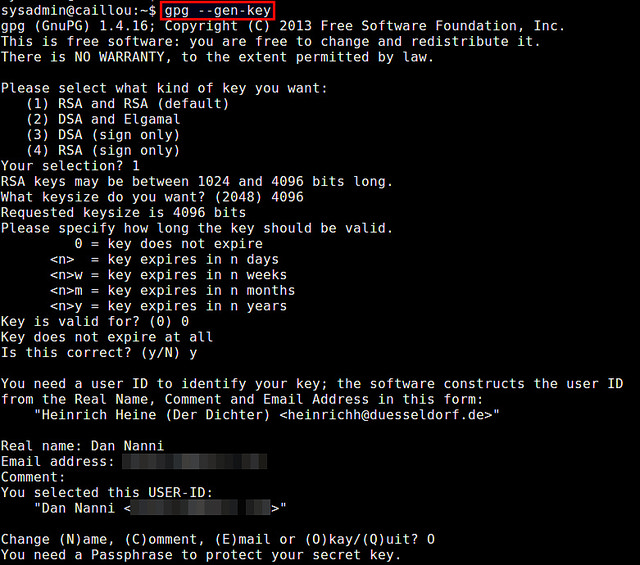 sysadmin@caillou:~$ gpg --gen-key
gpg (GnuPG) 1.4.16; Copyright (C) 2013 Free Software Foundation, Inc.
This is free software: you are free to change and redistribute it.
There is NO WARRANTY, to the extent permitted by law.

Please select what kind of key you want:
   (1) RSA and RSA (default)
   (2) DSA and Elgamal
   (3) DSA (sign only)
   (4) RSA (sign only)
Your selection? 1
RSA keys may be between 1024 and 4096 bits long.
What keysize do you want? (2048) 4096
Requested keysize is 4096 bits
Please specify how long the key should be valid.
         0 = key does not expire
      <n>  = key expires in n days
      <n>w = key expires in n weeks
      <n>m = key expires in n months
      <n>y = key expires in n years
Key is valid for? (0) 0
Key does not expire at all
Is this correct? (y/N) y

You need a user ID to identify your key; the software constructs the user ID
from the Real Name, Comment and Email Address in this form:
    "Heinrich Heine (Der Dichter) <heinrichh@duesseldorf.de>"

Real name: Dan Nanni
Email address:
Comment:
You selected this USER-ID:
    "Dan Nanni <>"

Change (N)ame, (C)omment, (E)mail or (O)kay/(Q)uit? O
You need a Passphrase to protect your secret key.